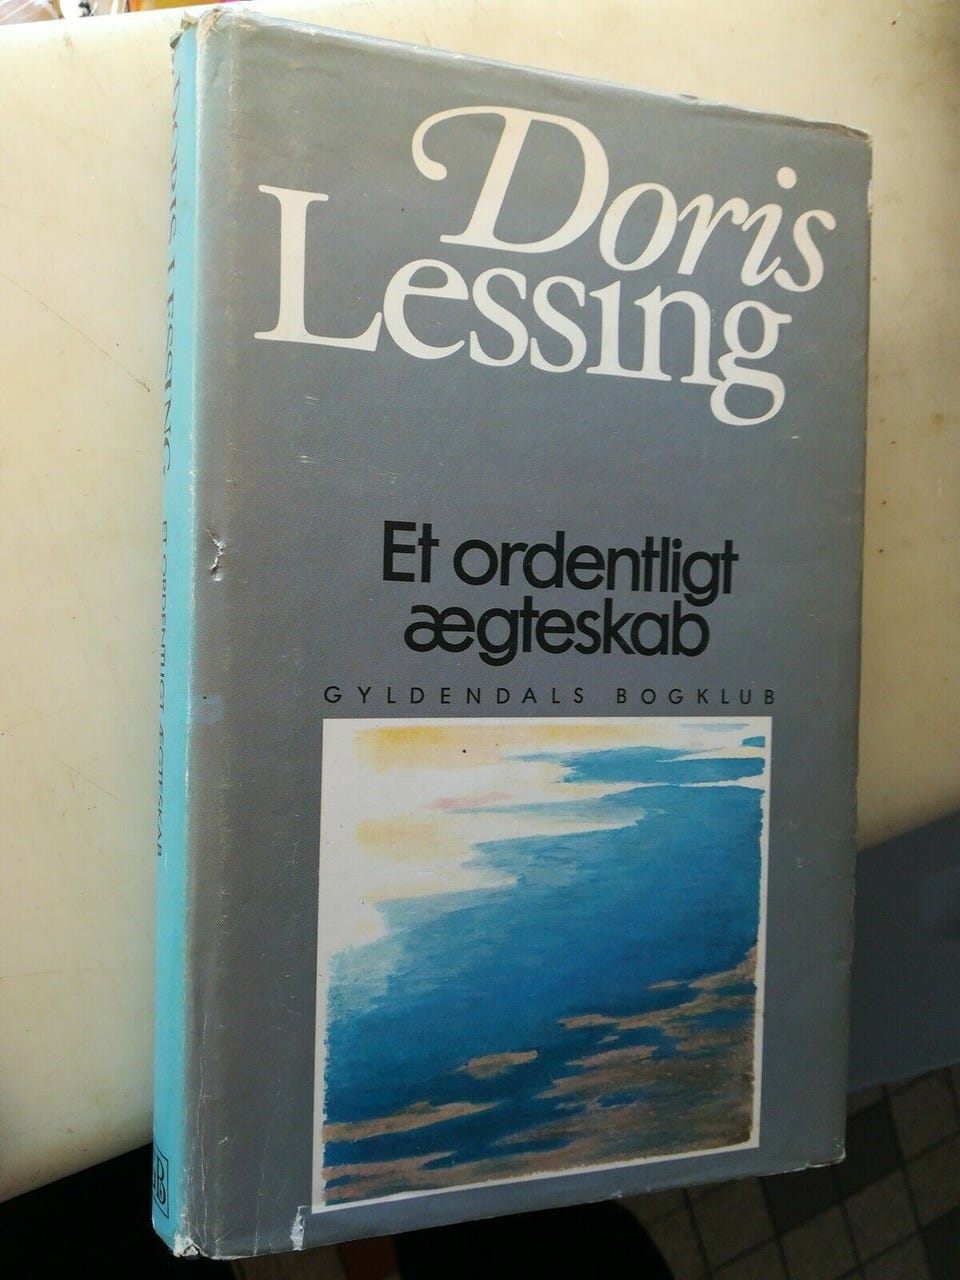 Doris
Lessing
Et ordentligt
ægteskab
GYLDENDALS BOGKLUB
DORIS LESSING ET ORDENTLIGT ÆGTESKAB